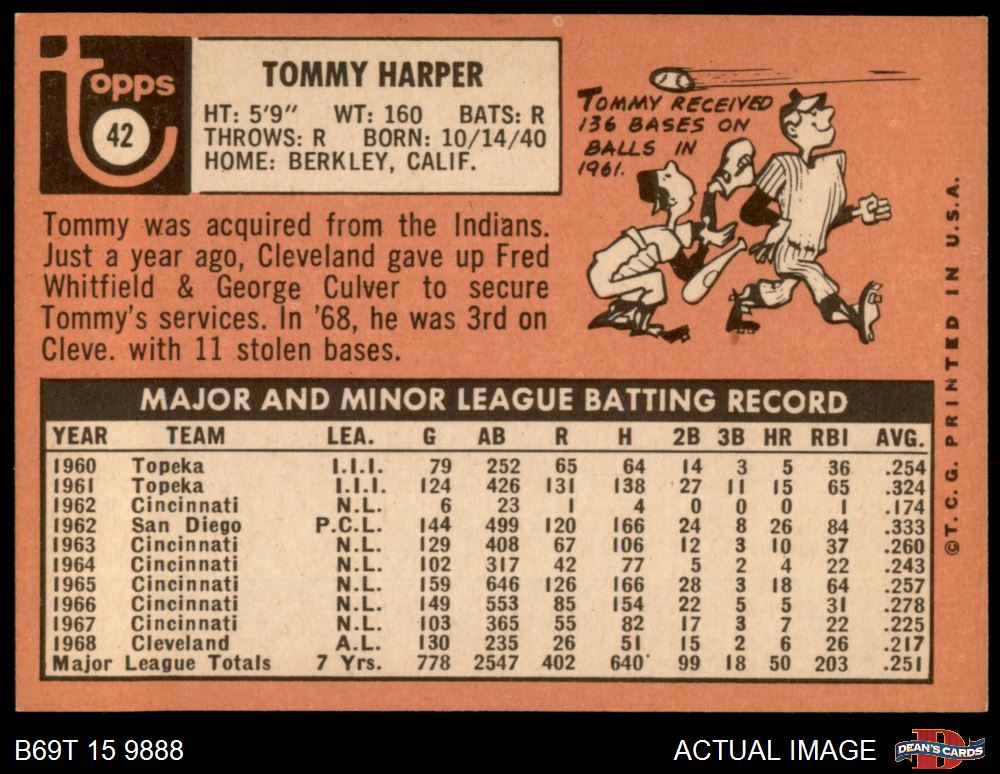 Topps
42
TOMMY HARPER
HT: 5'9" WT: 160 BATS: R
THROWS: R BORN: 10/14/40
HOME: BERKLEY, CALIF.
TOMMY RECEIVED
136 BASES ON
BALLS IN
1961.
Tommy was acquired from the Indians.
Just a year ago, Cleveland gave up Fred
Whitfield & George Culver to secure
Tommy's services. In '68, he was 3rd on
Cleve. with 11 stolen bases.
MAJOR AND MINOR LEAGUE BATTING RECORD
YEAR TEAM LEA. G AB R H 2B 3B HR RBI AVG.
1960 Topeka I.I.I. 79 252 65 64 14 3 5 36 .254
1961 Topeka I.I.I. 124 426 131 138 27 11 15 65 .324
1962 Cincinnati N.L. 6 23 1 4 0 0 0 1 .174
1962 San Diego P.C.L. 144 499 120 166 24 8 26 84 .333
1963 Cincinnati N.L. 129 408 67 106 12 3 10 37 .260
1964 Cincinnati N.L. 102 317 42 77 5 2 4 22 .243
1965 Cincinnati N.L. 159 646 126 166 28 3 18 64 .257
1966 Cincinnati N.L. 149 553 85 154 22 5 5 31 .278
1967 Cincinnati N.L. 103 365 55 82 17 3 7 22 .225
1968 Cleveland A.L. 130 235 26 51 15 2 6 26 .217
Major League Totals 7 Yrs. 778 2547 402 640 99 18 50 203 .251
©T.C.G. PRINTED IN U.S.A.
B69T 15 9888
ACTUAL IMAGE
DEAN'S CARDS